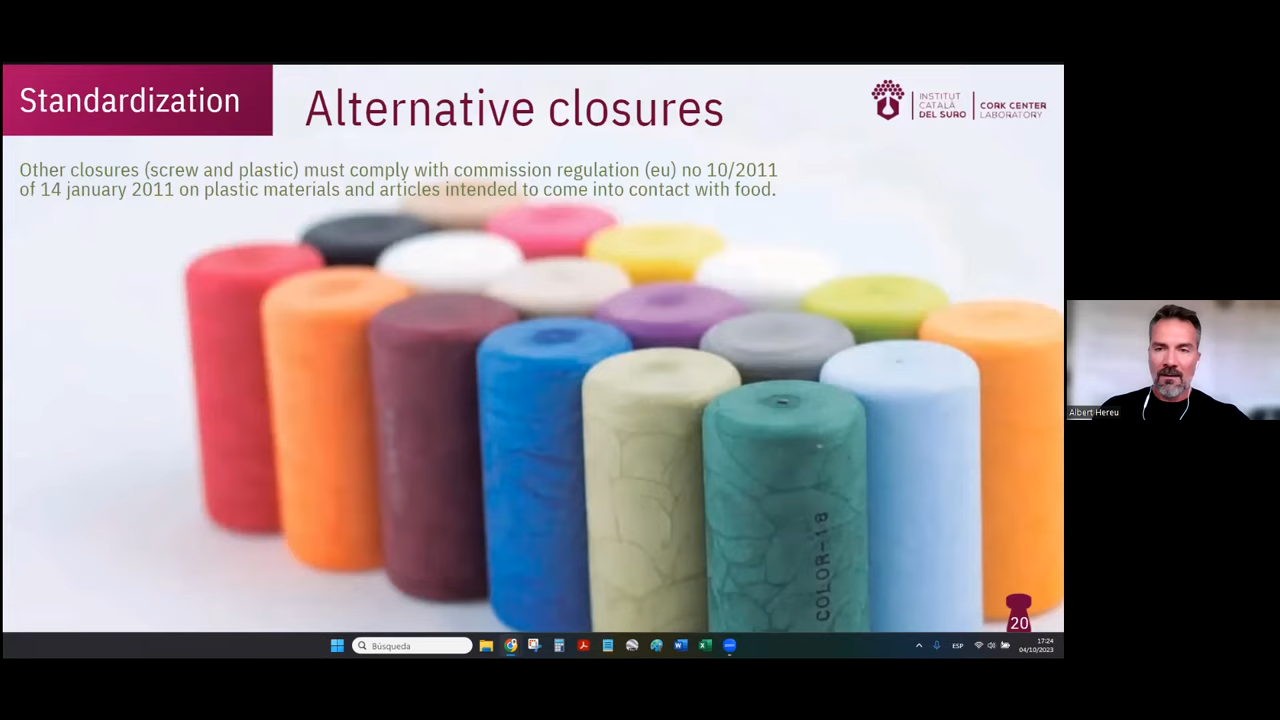 Standardization
Alternative closures
INSTITUT
CATALÀ
DEL SURO
CORK CENTER
LABORATORY
Other closures (screw and plastic) must comply with commission regulation (eu) no 10/2011
of 14 january 2011 on plastic materials and articles intended to come into contact with food.
COLOR-18
Albert Hereu
20
Búsqueda
ESP
17:24
04/10/2023